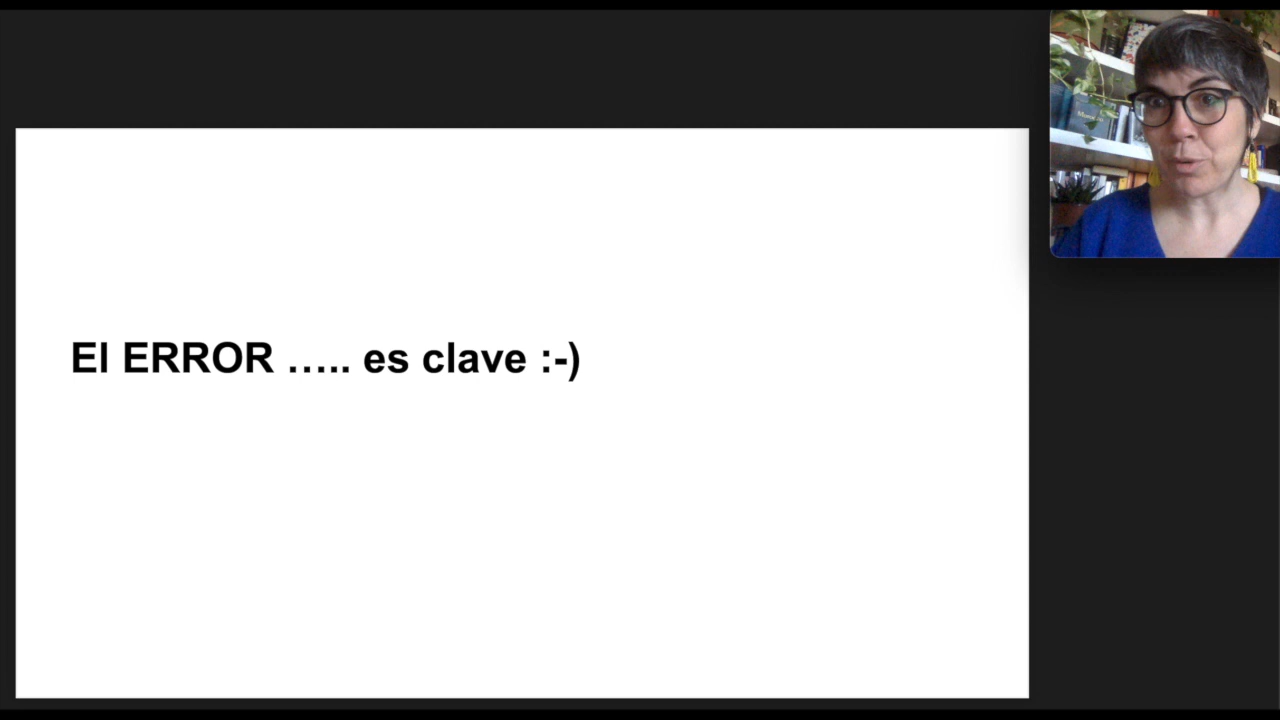 El ERROR ….. es clave :-)